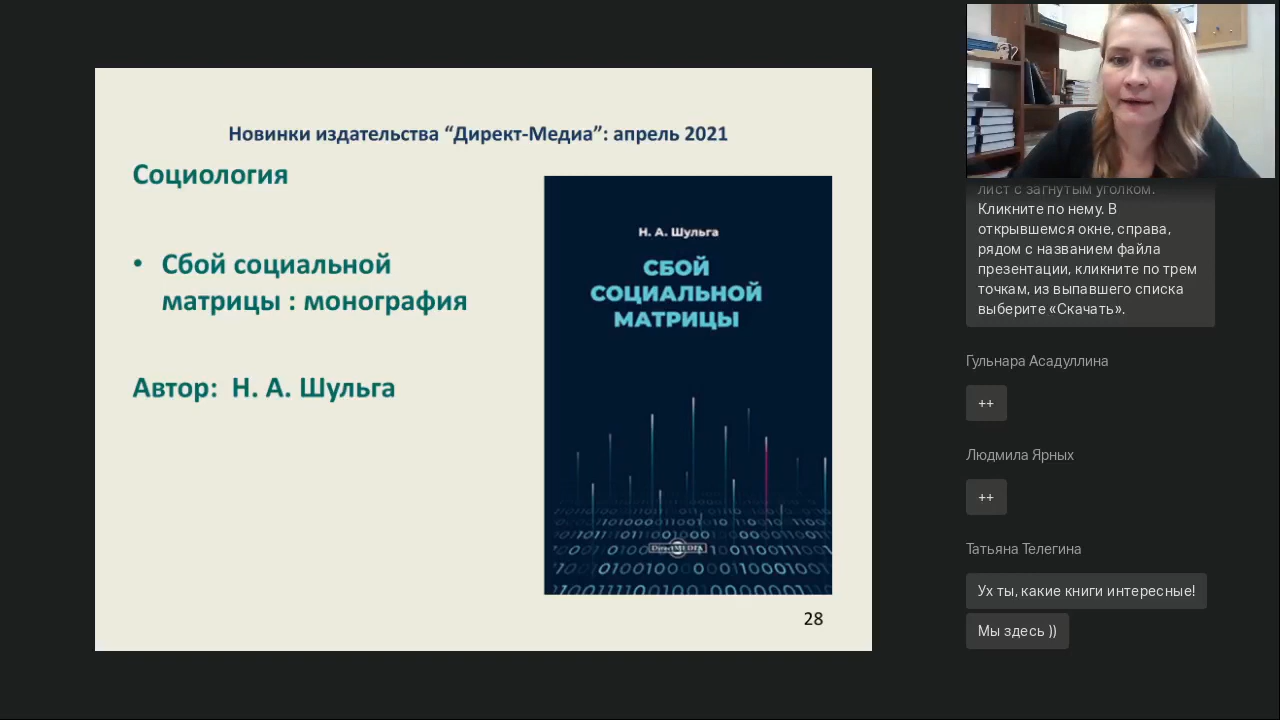 Новинки издательства “Директ-Медиа”: апрель 2021
Социология
• Сбой социальной
матрицы : монография
Автор: Н. А. Шульга
Н. А. Шульга
СБОЙ
СОЦИАЛЬНОЙ
МАТРИЦЫ
DirectMEDIA
28
лист с загнутым уголком.
Кликните по нему. В
открывшемся окне, справа,
рядом с названием файла
презентации, кликните по трем
точкам, из выпавшего списка
выберите «Скачать».
Гульнара Асадуллина
++
Людмила Ярных
++
Татьяна Телегина
Ух ты, какие книги интересные!
Мы здесь ))